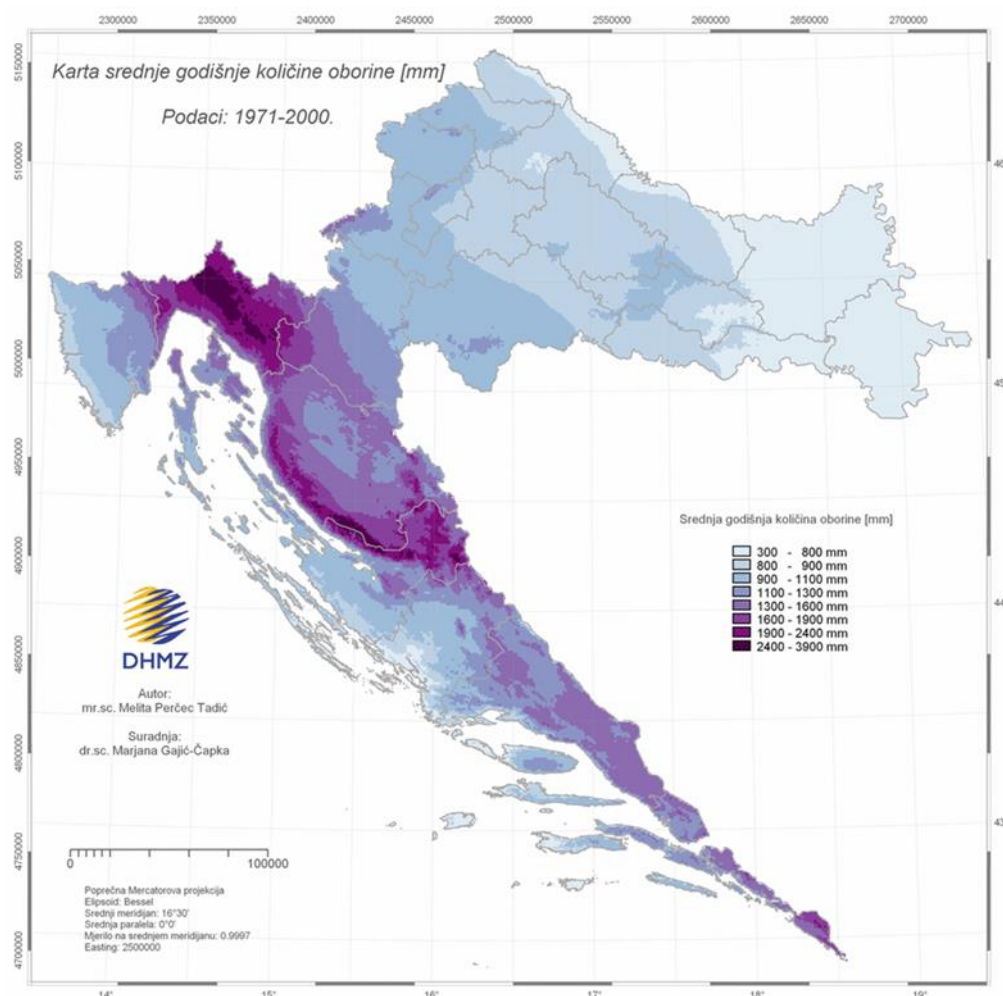 2300000 2350000 2400000 2450000 2500000 2550000 2600000 2650000 2700000
Karta srednje godišnje količine oborine [mm]
Podaci: 1971-2000.
5150000
5100000
5050000
5000000
4950000
4900000
4850000
4800000
4750000
4700000
46
45
44
43
Srednja godišnja količina oborine [mm]
300 - 800 mm
800 - 900 mm
900 - 1100 mm
1100 - 1300 mm
1300 - 1600 mm
1600 - 1900 mm
1900 - 2400 mm
2400 - 3900 mm
DHMZ
Autor:
mr.sc. Melita Perčec Tadić
Suradnja:
dr.sc. Marjana Gajić-Čapka
0 100000
Poprečna Mercatorova projekcija
Elipsoid: Bessel
Srednji meridijan: 16°30'
Srednja paralela: 0°0'
Mjerilo na srednjem meridijanu: 0.9997
Easting: 2500000
14° 15° 16° 17° 18° 19°